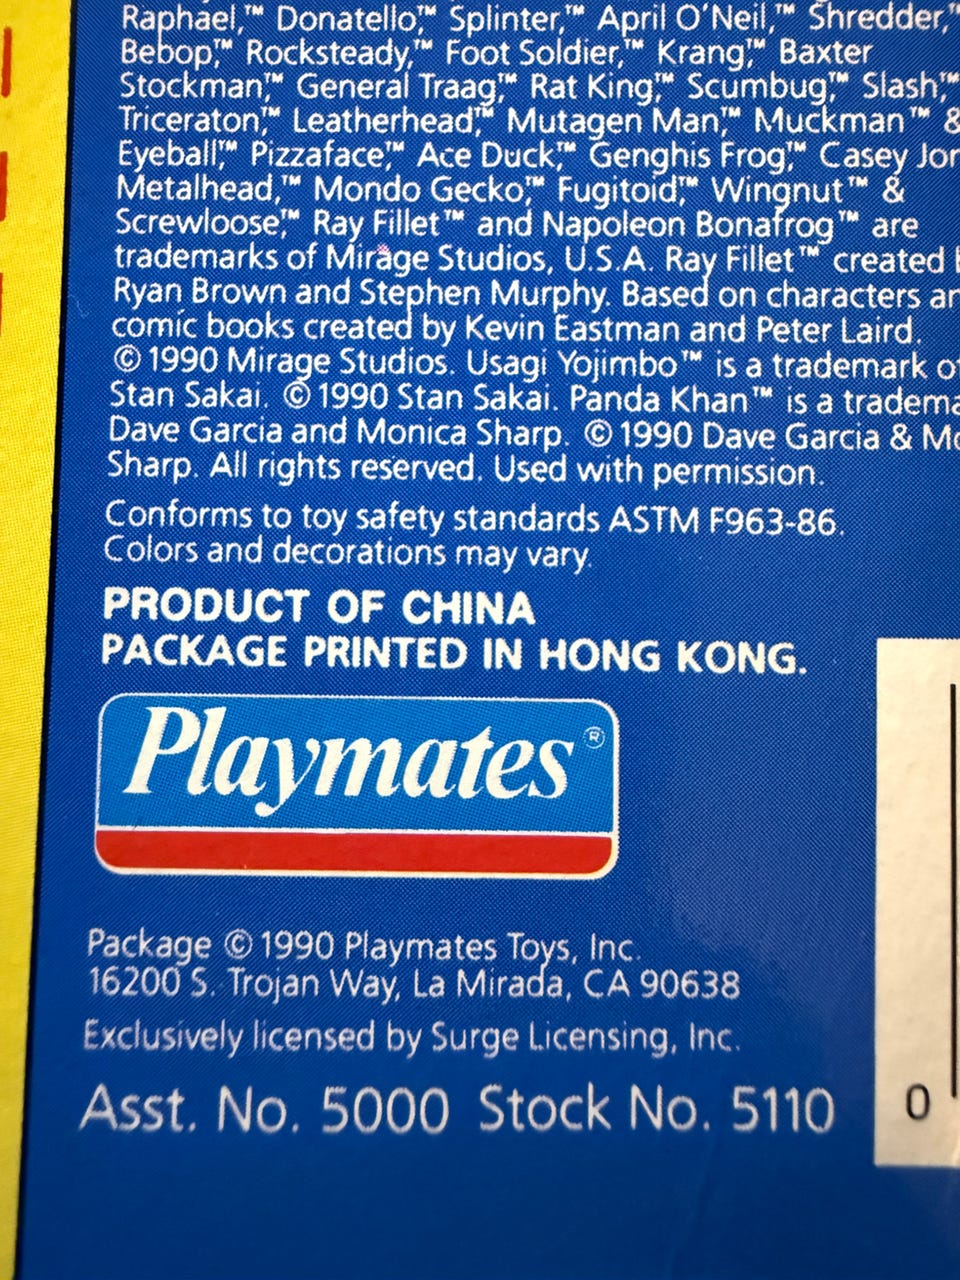 Raphael,™ Donatello,™ Splinter,™ April O'Neil,™ Shredder,™
Bebop,™ Rocksteady,™ Foot Soldier,™ Krang,™ Baxter
Stockman,™ General Traag,™ Rat King,™ Scumbug,™ Slash,™
Triceraton,™ Leatherhead,™ Mutagen Man,™ Muckman™ &
Eyeball,™ Pizzaface,™ Ace Duck,™ Genghis Frog,™ Casey
Metalhead,™ Mondo Gecko,™ Fugitoid,™ Wingnut™ &
Screwloose,™ Ray Fillet™ and Napoleon Bonafrog™ are
trademarks of Mirage Studios, U.S.A. Ray Fillet™ created
Ryan Brown and Stephen Murphy. Based on characters
comic books created by Kevin Eastman and Peter Laird.
© 1990 Mirage Studios. Usagi Yojimbo™ is a trademark of
Stan Sakai. © 1990 Stan Sakai. Panda Khan™ is a
Dave Garcia and Monica Sharp. © 1990 Dave Garcia &
Sharp. All rights reserved. Used with permission.
Conforms to toy safety standards ASTM F963-86.
Colors and decorations may vary.
PRODUCT OF CHINA
PACKAGE PRINTED IN HONG KONG.
Playmates®
Package © 1990 Playmates Toys, Inc.
16200 S. Trojan Way, La Mirada, CA 90638
Exclusively licensed by Surge Licensing, Inc.
Asst. No. 5000 Stock No. 5110
0